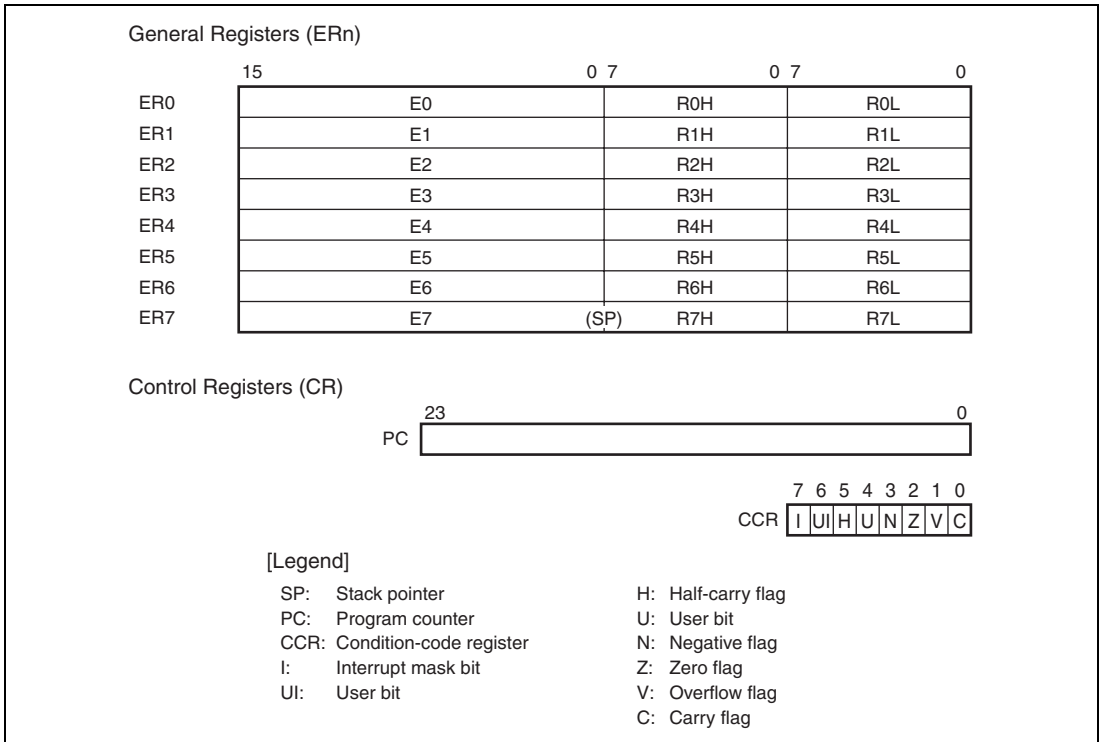 General Registers (ERn)
15 0 7 0 7 0
ER0 E0 R0H R0L
ER1 E1 R1H R1L
ER2 E2 R2H R2L
ER3 E3 R3H R3L
ER4 E4 R4H R4L
ER5 E5 R5H R5L
ER6 E6 R6H R6L
ER7 E7 (SP) R7H R7L
Control Registers (CR)
23 0
PC
7 6 5 4 3 2 1 0
CCR I UI H U N Z V C
[Legend]
SP: Stack pointer
PC: Program counter
CCR: Condition-code register
I: Interrupt mask bit
UI: User bit
H: Half-carry flag
U: User bit
N: Negative flag
Z: Zero flag
V: Overflow flag
C: Carry flag